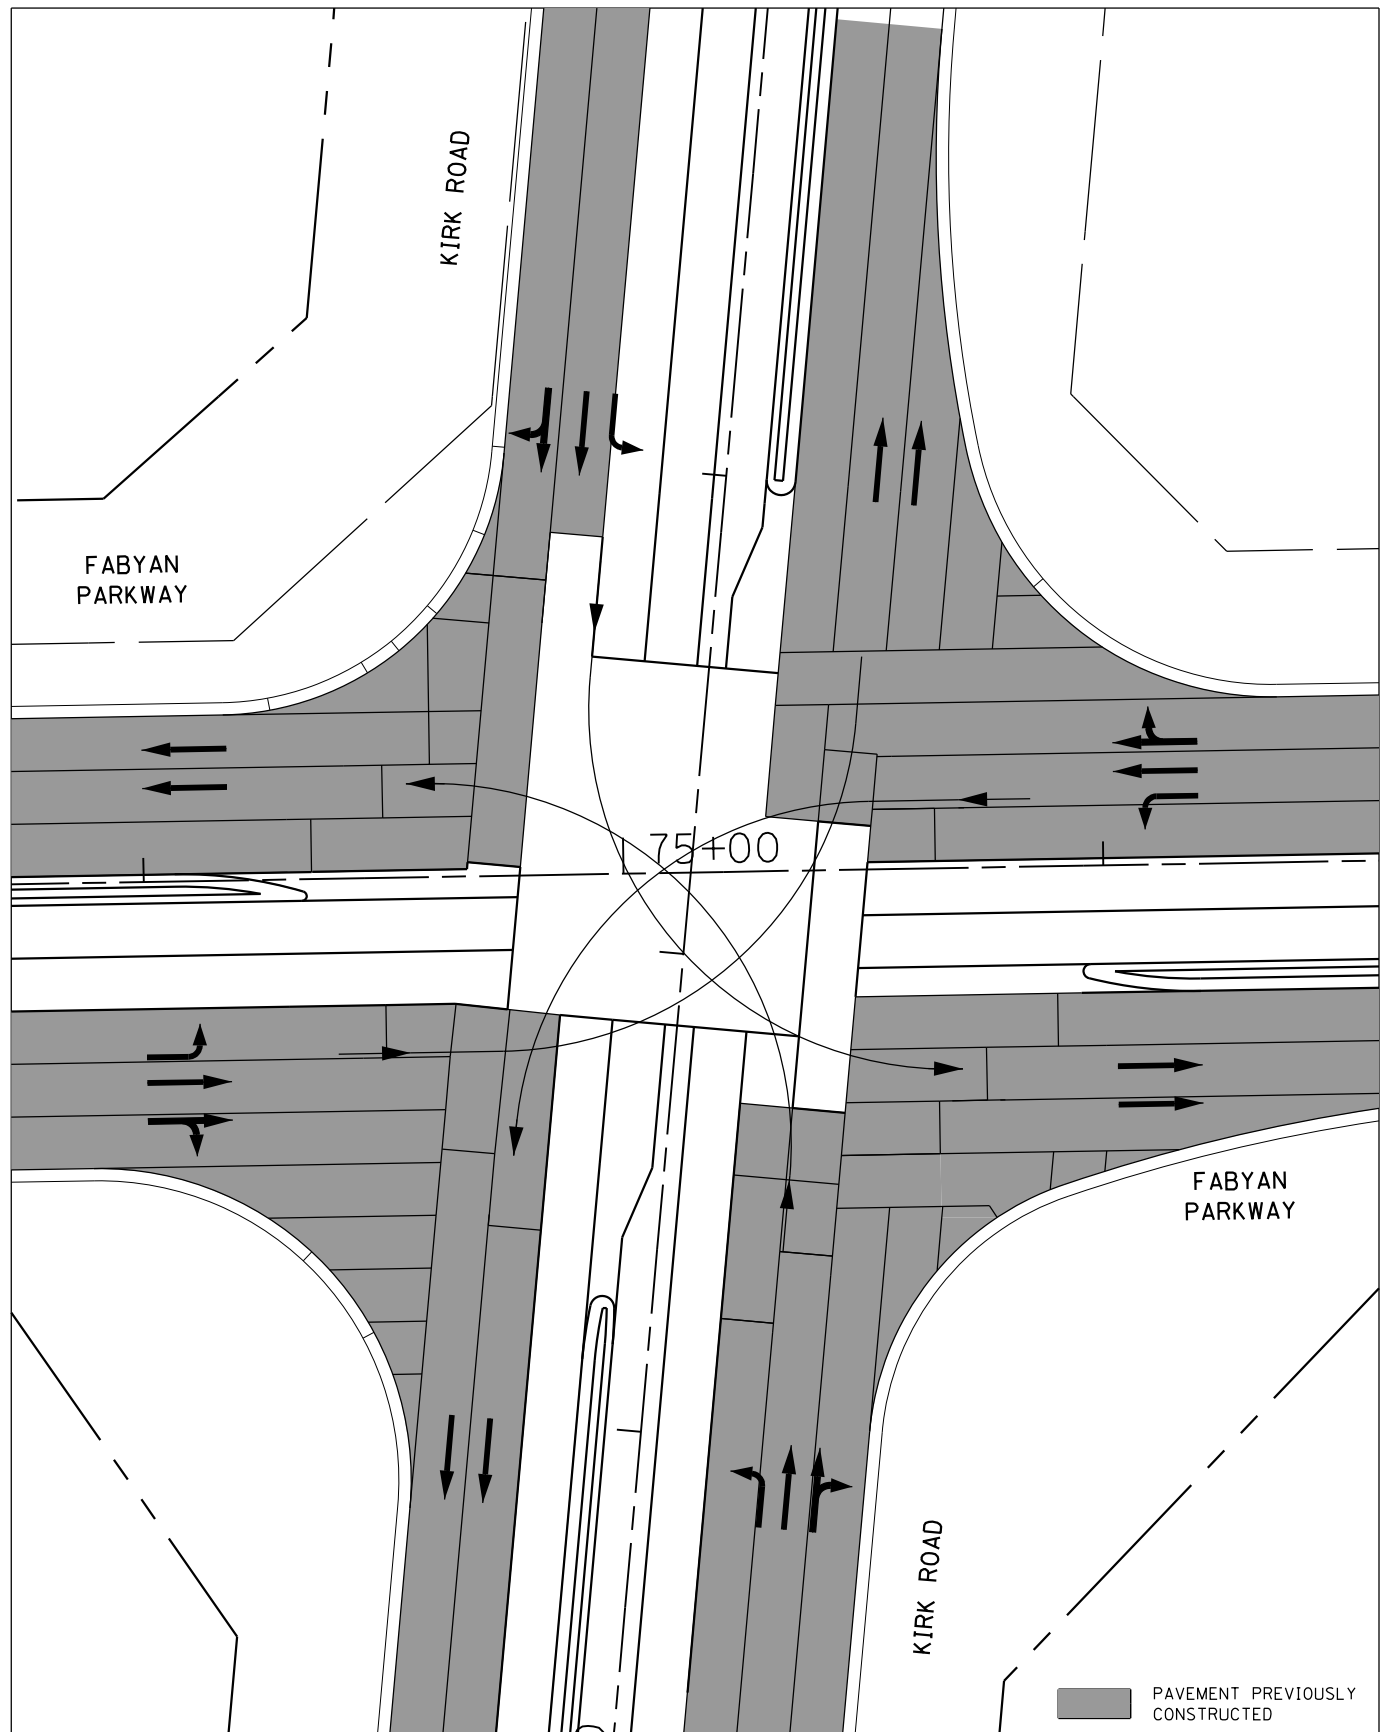 KIRK ROAD
FABYAN
PARKWAY
75+00
FABYAN
PARKWAY
KIRK ROAD
PAVEMENT PREVIOUSLY
CONSTRUCTED